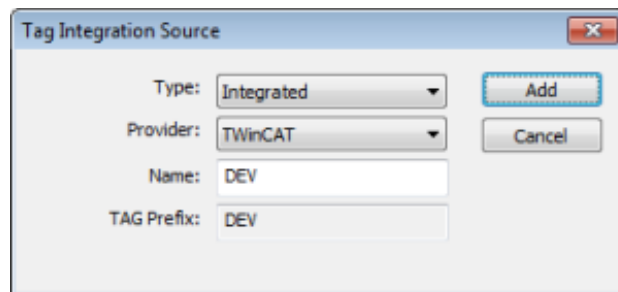 Tag Integration Source
Type: Integrated Add
Provider: TWinCAT Cancel
Name: DEV
TAG Prefix: DEV